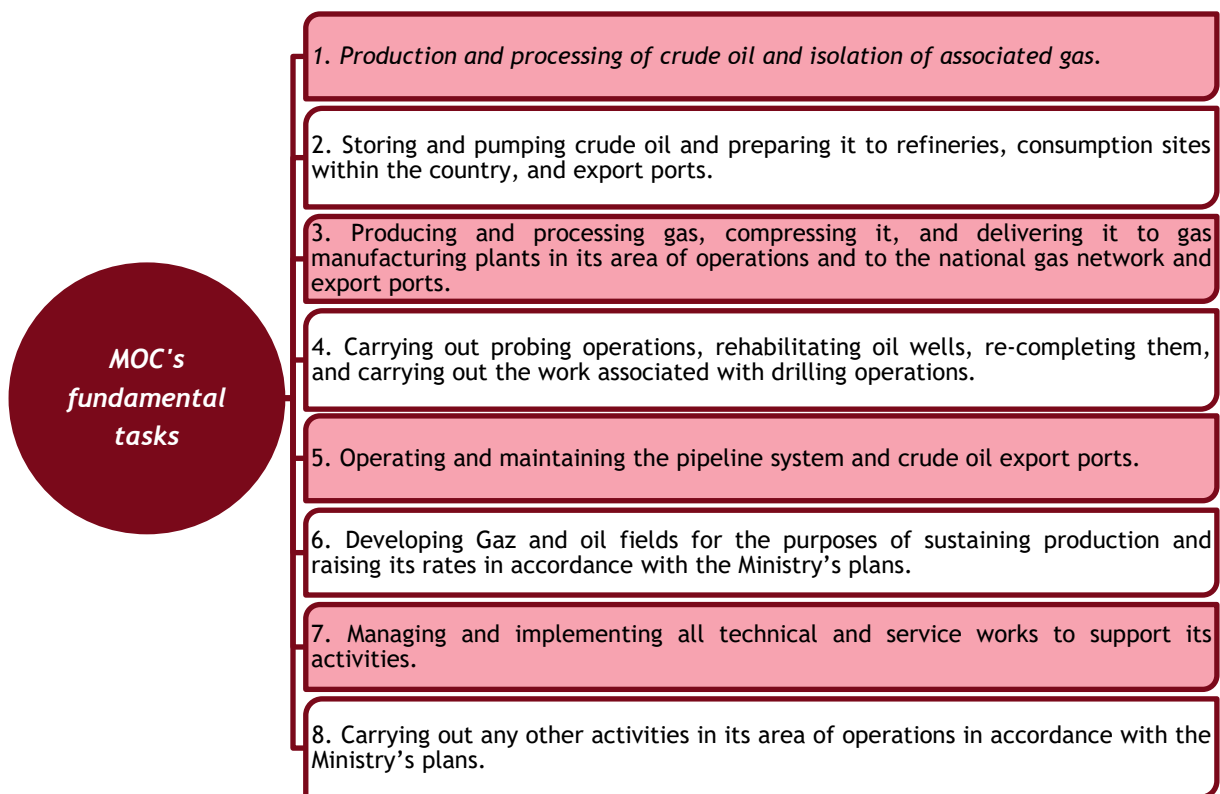 MOC's
fundamental
tasks
1. Production and processing of crude oil and isolation of associated gas.
2. Storing and pumping crude oil and preparing it to refineries, consumption sites
within the country, and export ports.
3. Producing and processing gas, compressing it, and delivering it to gas
manufacturing plants in its area of operations and to the national gas network and
export ports.
4. Carrying out probing operations, rehabilitating oil wells, re-completing them,
and carrying out the work associated with drilling operations.
5. Operating and maintaining the pipeline system and crude oil export ports.
6. Developing Gaz and oil fields for the purposes of sustaining production and
raising its rates in accordance with the Ministry’s plans.
7. Managing and implementing all technical and service works to support its
activities.
8. Carrying out any other activities in its area of operations in accordance with the
Ministry’s plans.